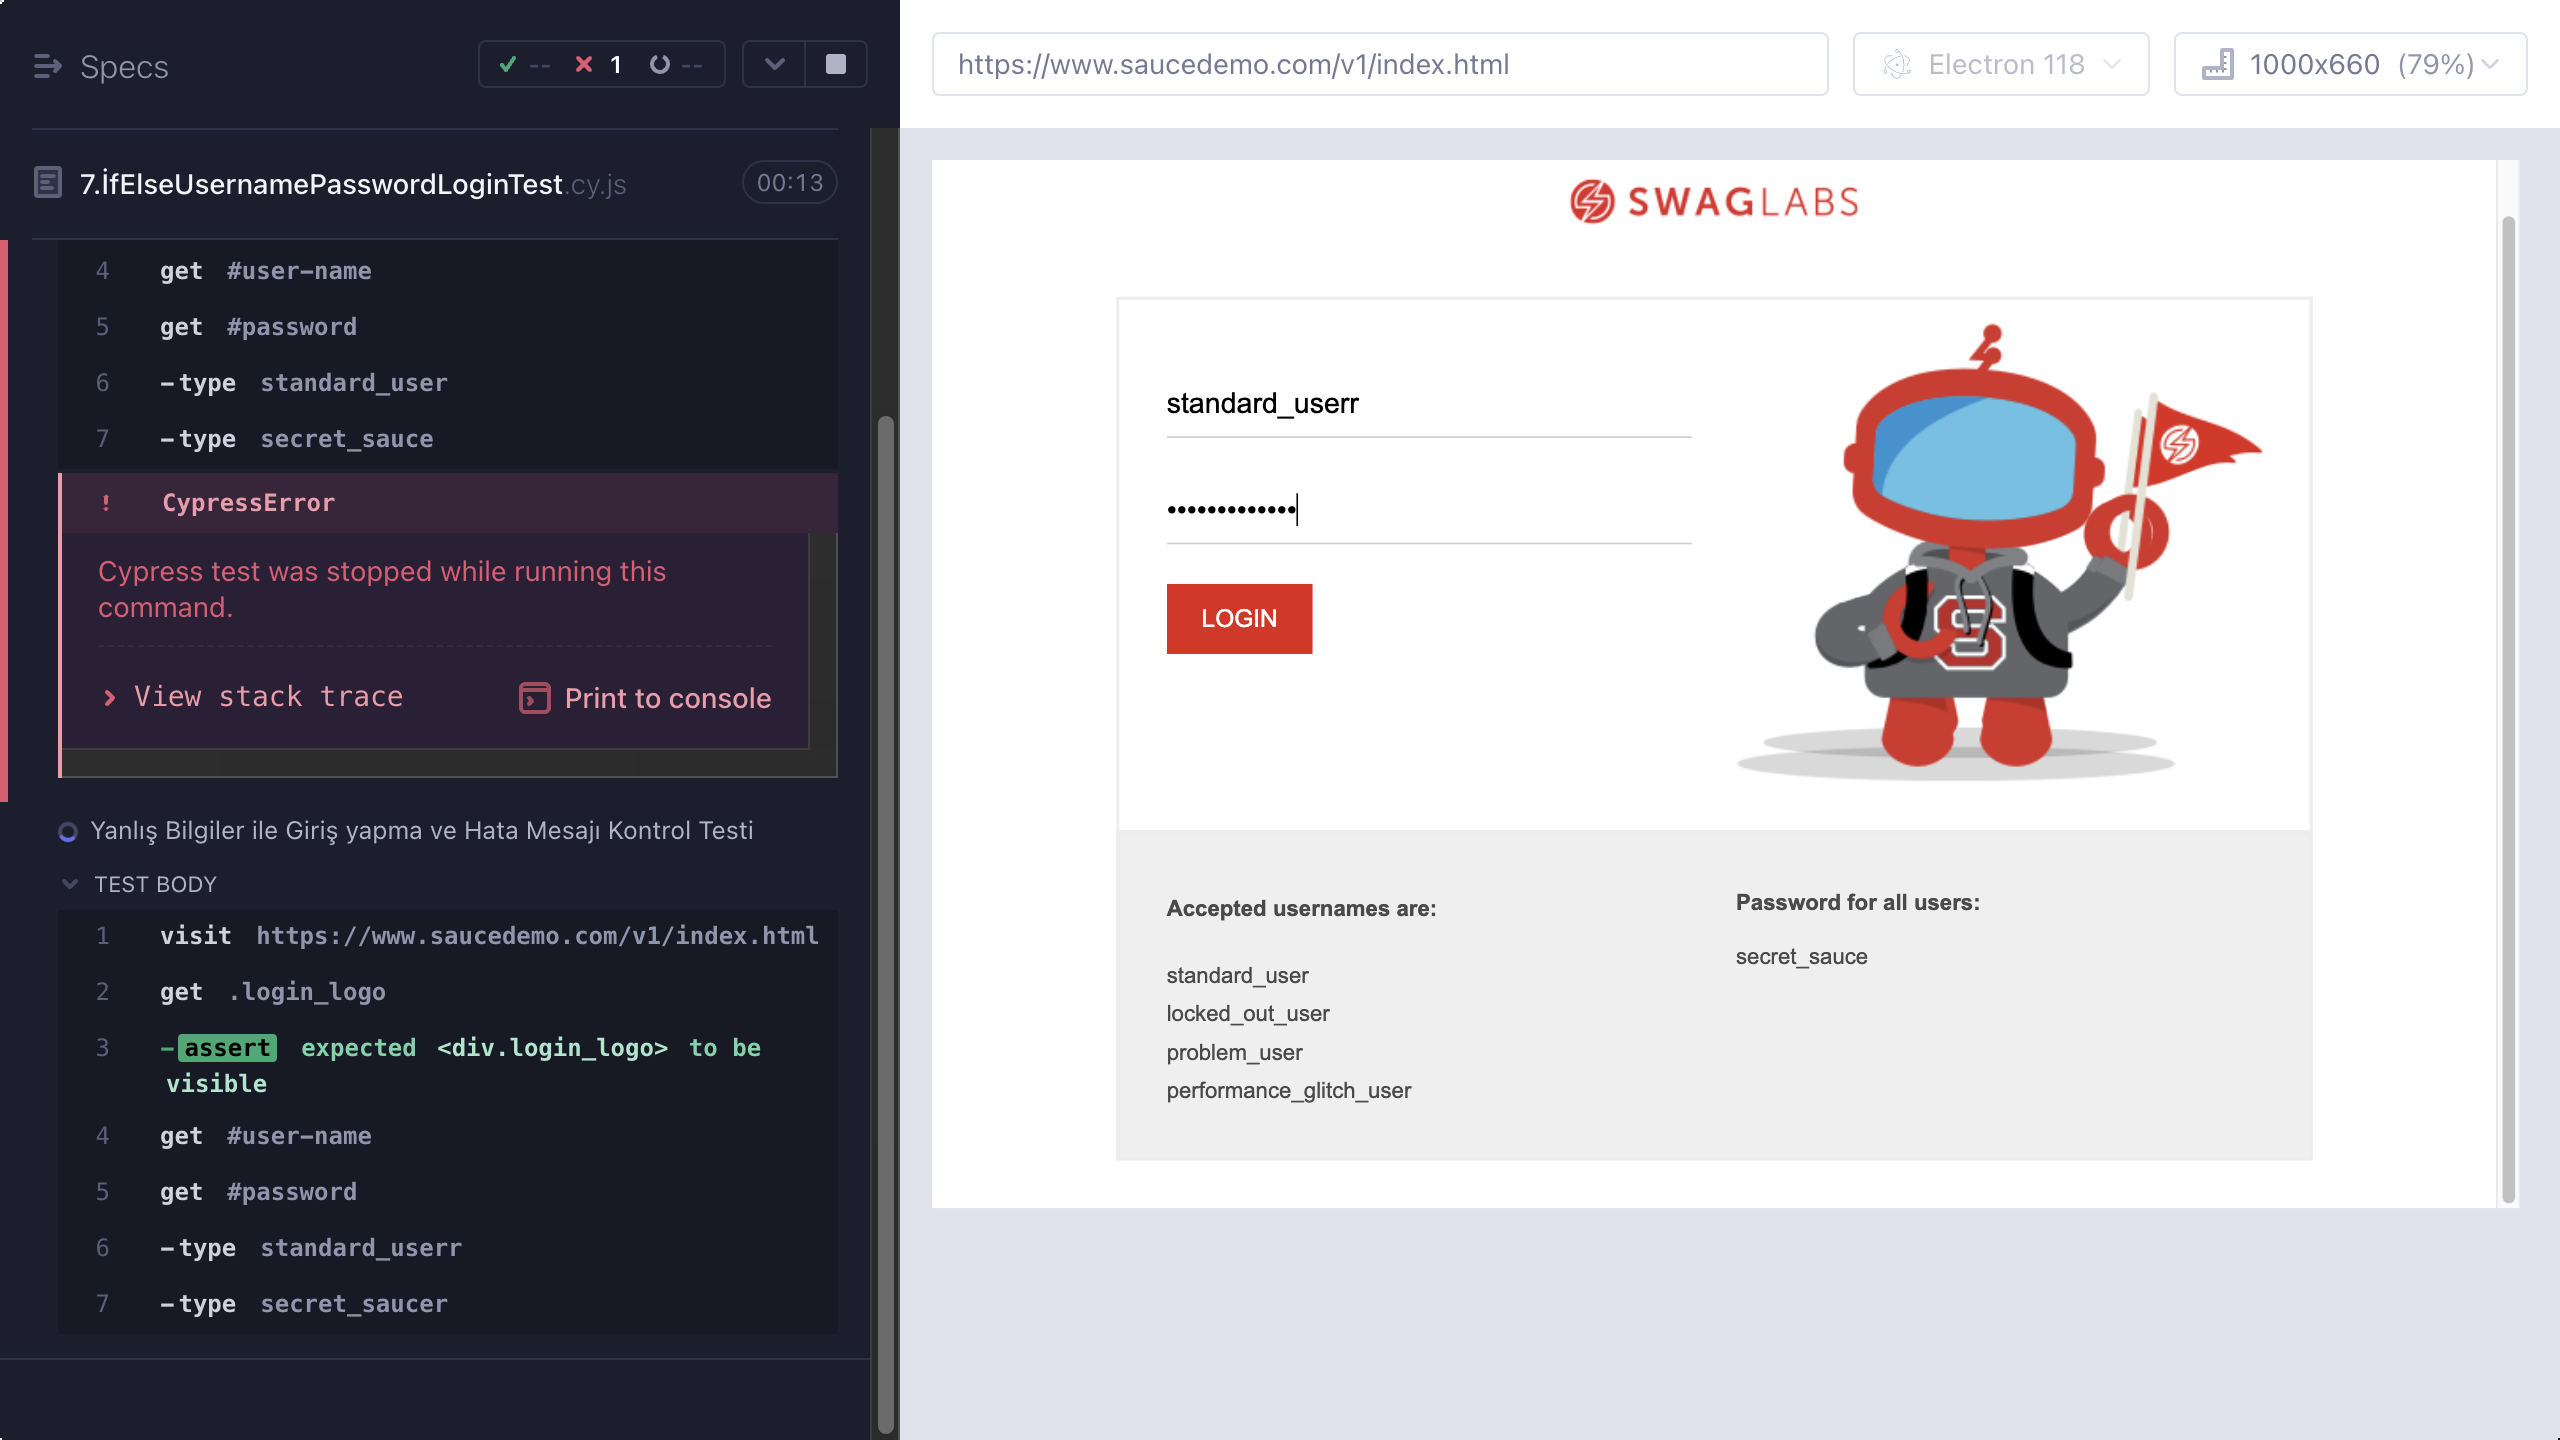 Specs
-- 1 --
7.İfElseUsernamePasswordLoginTest.cy.js 00:13
4 get #user-name
5 get #password
6 -type standard_user
7 -type secret_sauce
! CypressError
Cypress test was stopped while running this
command.
View stack trace Print to console
Yanlış Bilgiler ile Giriş yapma ve Hata Mesajı Kontrol Testi
TEST BODY
1 visit https://www.saucedemo.com/v1/index.html
2 get .login_logo
3 -assert expected <div.login_logo> to be
visible
4 get #user-name
5 get #password
6 -type standard_userr
7 -type secret_saucer
https://www.saucedemo.com/v1/index.html
Electron 118
1000x660 (79%)
SWAGLABS
standard_userr
LOGIN
S
Accepted usernames are:
standard_user
locked_out_user
problem_user
performance_glitch_user
Password for all users:
secret_sauce